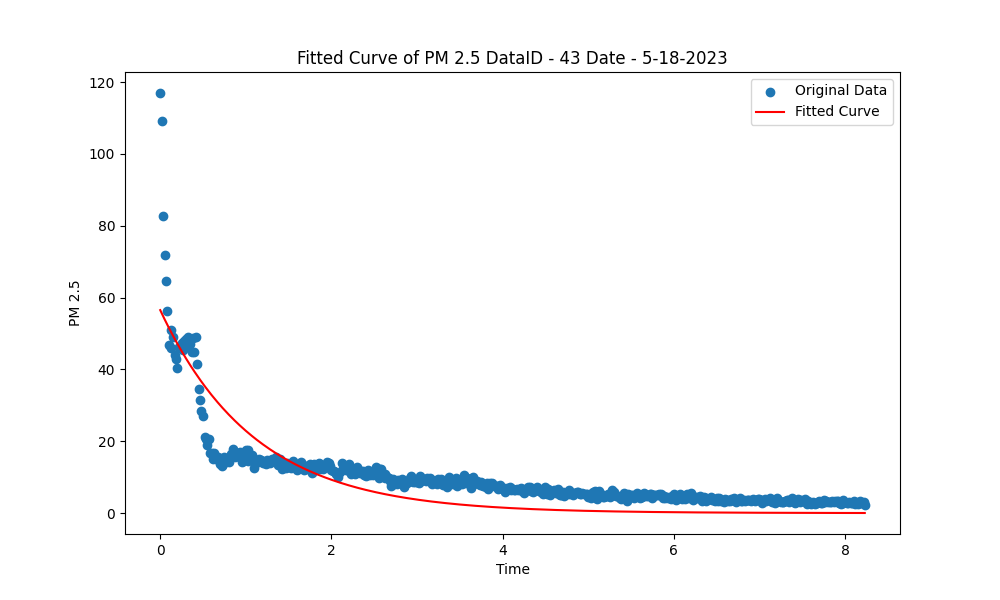 Fitted Curve of PM 2.5 DataID - 43 Date - 5-18-2023
Original Data
Fitted Curve
120
100
80
60
40
20
0
PM 2.5
0 2 4 6 8
Time